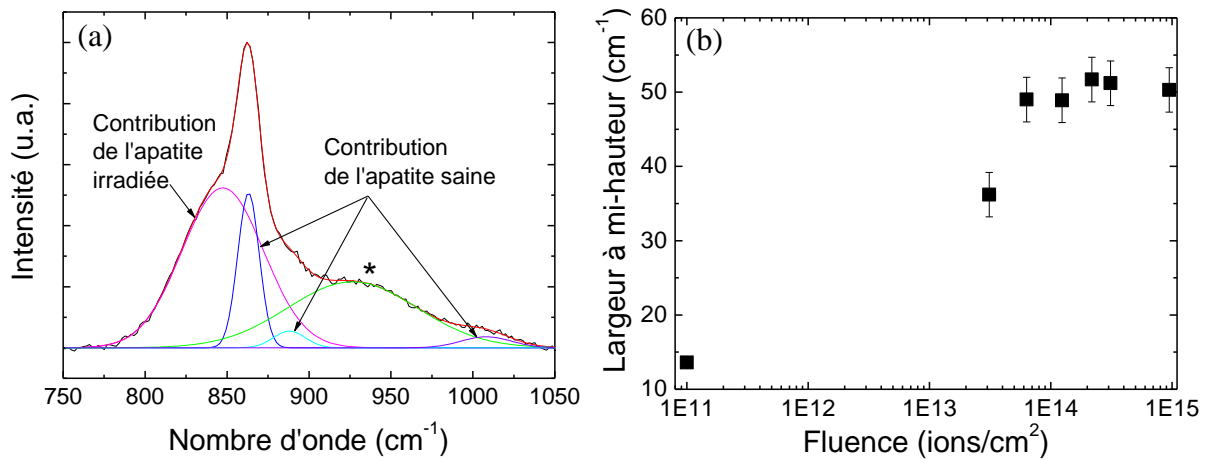 (a)
Intensité (u.a.)
Contribution
de l'apatite
irradiée
Contribution
de l'apatite saine
*
750 800 850 900 950 1000 1050
Nombre d'onde (cm⁻¹)
(b)
Largeur à mi-hauteur (cm⁻¹)
60
50
40
30
20
10
1E11 1E12 1E13 1E14 1E15
Fluence (ions/cm²)